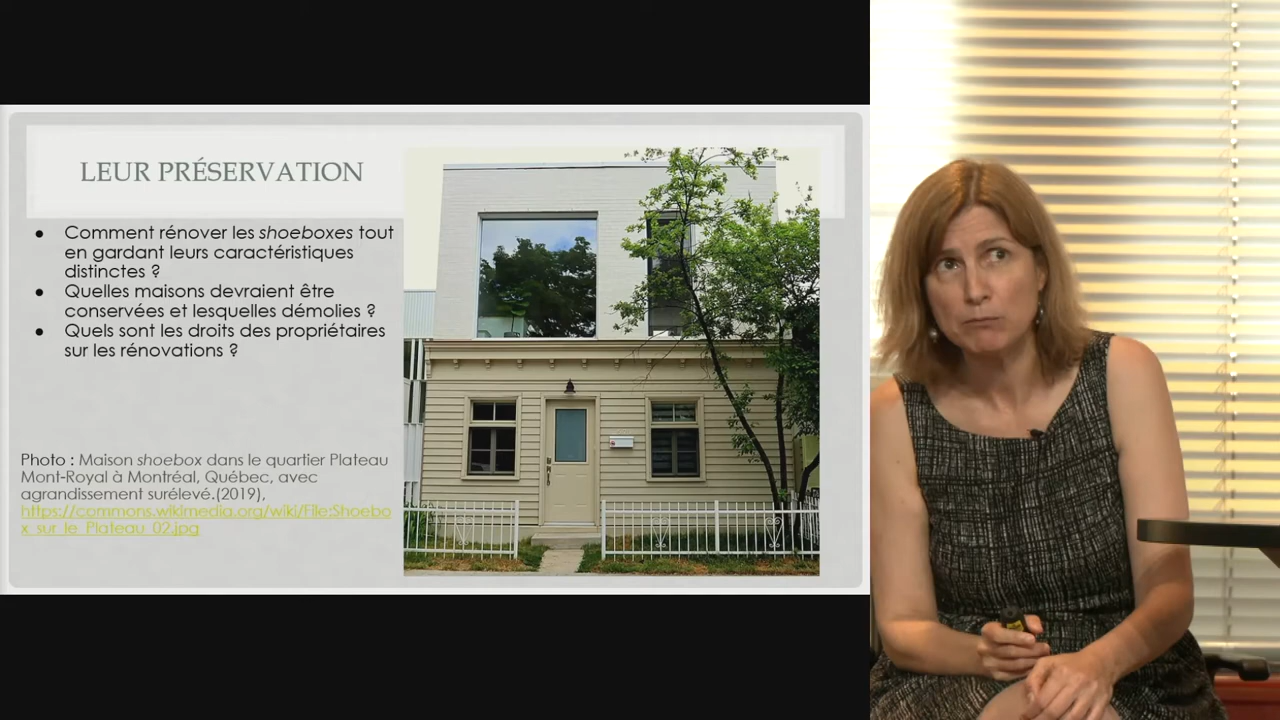 LEUR PRÉSERVATION
● Comment rénover les shoeboxes tout
en gardant leurs caractéristiques
distinctes ?
● Quelles maisons devraient être
conservées et lesquelles démolies ?
● Quels sont les droits des propriétaires
sur les rénovations ?
Photo : Maison shoebox dans le quartier Plateau
Mont-Royal à Montréal, Québec, avec
agrandissement surélevé.(2019),
https://commons.wikimedia.org/wiki/File:Shoebo
x_sur_le_Plateau_02.jpg